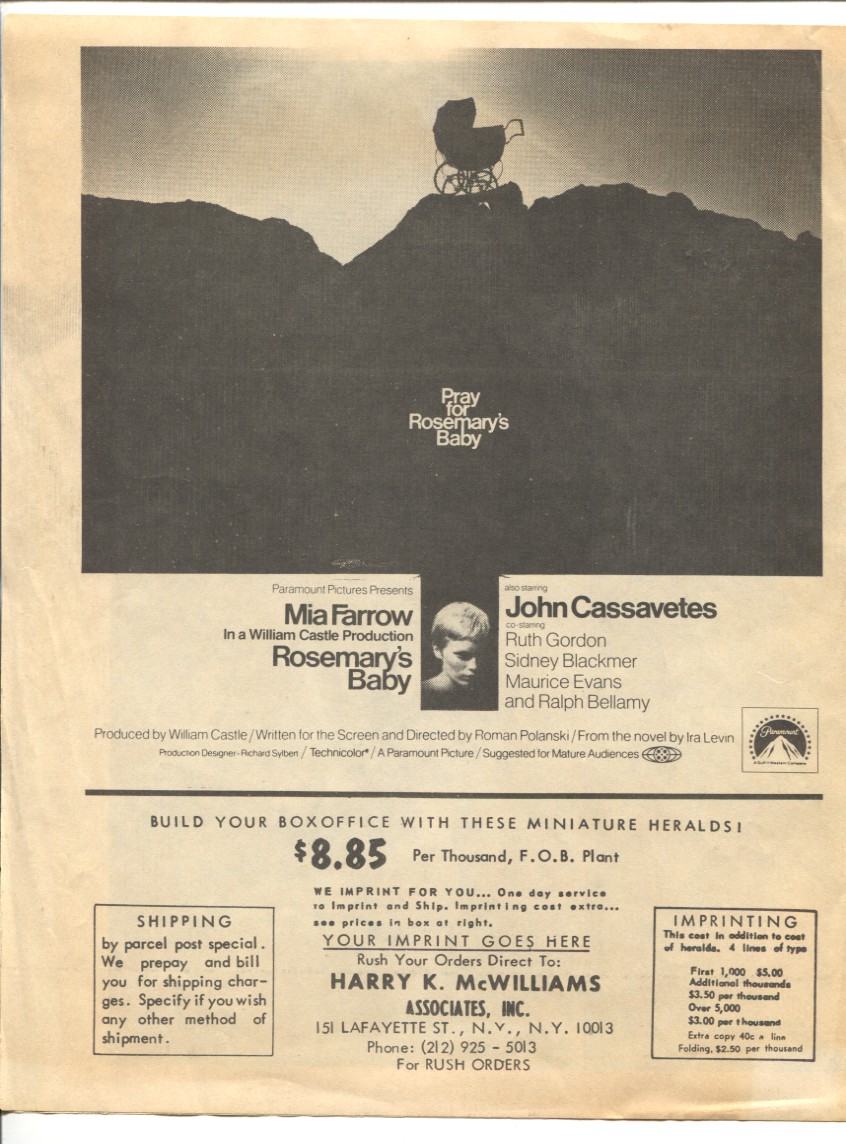 Pray
for
Rosemary's
Baby
Paramount Pictures Presents
Mia Farrow
In a William Castle Production
Rosemary's
Baby
also starring
John Cassavetes
co-starring
Ruth Gordon
Sidney Blackmer
Maurice Evans
and Ralph Bellamy
Produced by William Castle/Written for the Screen and Directed by Roman Polanski/From the novel by Ira Levin
Production Designer-Richard Sylbert / Technicolor® / A Paramount Picture / Suggested for Mature Audiences
Paramount
A Gulf+Western Company
BUILD YOUR BOXOFFICE WITH THESE MINIATURE HERALDS!
$8.85 Per Thousand, F.O.B. Plant
WE IMPRINT FOR YOU... One day service
to Imprint and Ship. Imprinting cost extra...
see prices in box at right.
YOUR IMPRINT GOES HERE
Rush Your Orders Direct To:
HARRY K. McWILLIAMS
ASSOCIATES, INC.
151 LAFAYETTE ST., N.Y., N.Y. 10013
Phone: (212) 925 - 5013
For RUSH ORDERS
SHIPPING
by parcel post special.
We prepay and bill
you for shipping char-
ges. Specify if you wish
any other method of
shipment.
IMPRINTING
This cost in addition to cost
of heralds. 4 lines of type
First 1,000 $5.00
Additional thousands
$3.50 per thousand
Over 5,000
$3.00 per thousand
Extra copy 40c a line
Folding, $2.50 per thousand